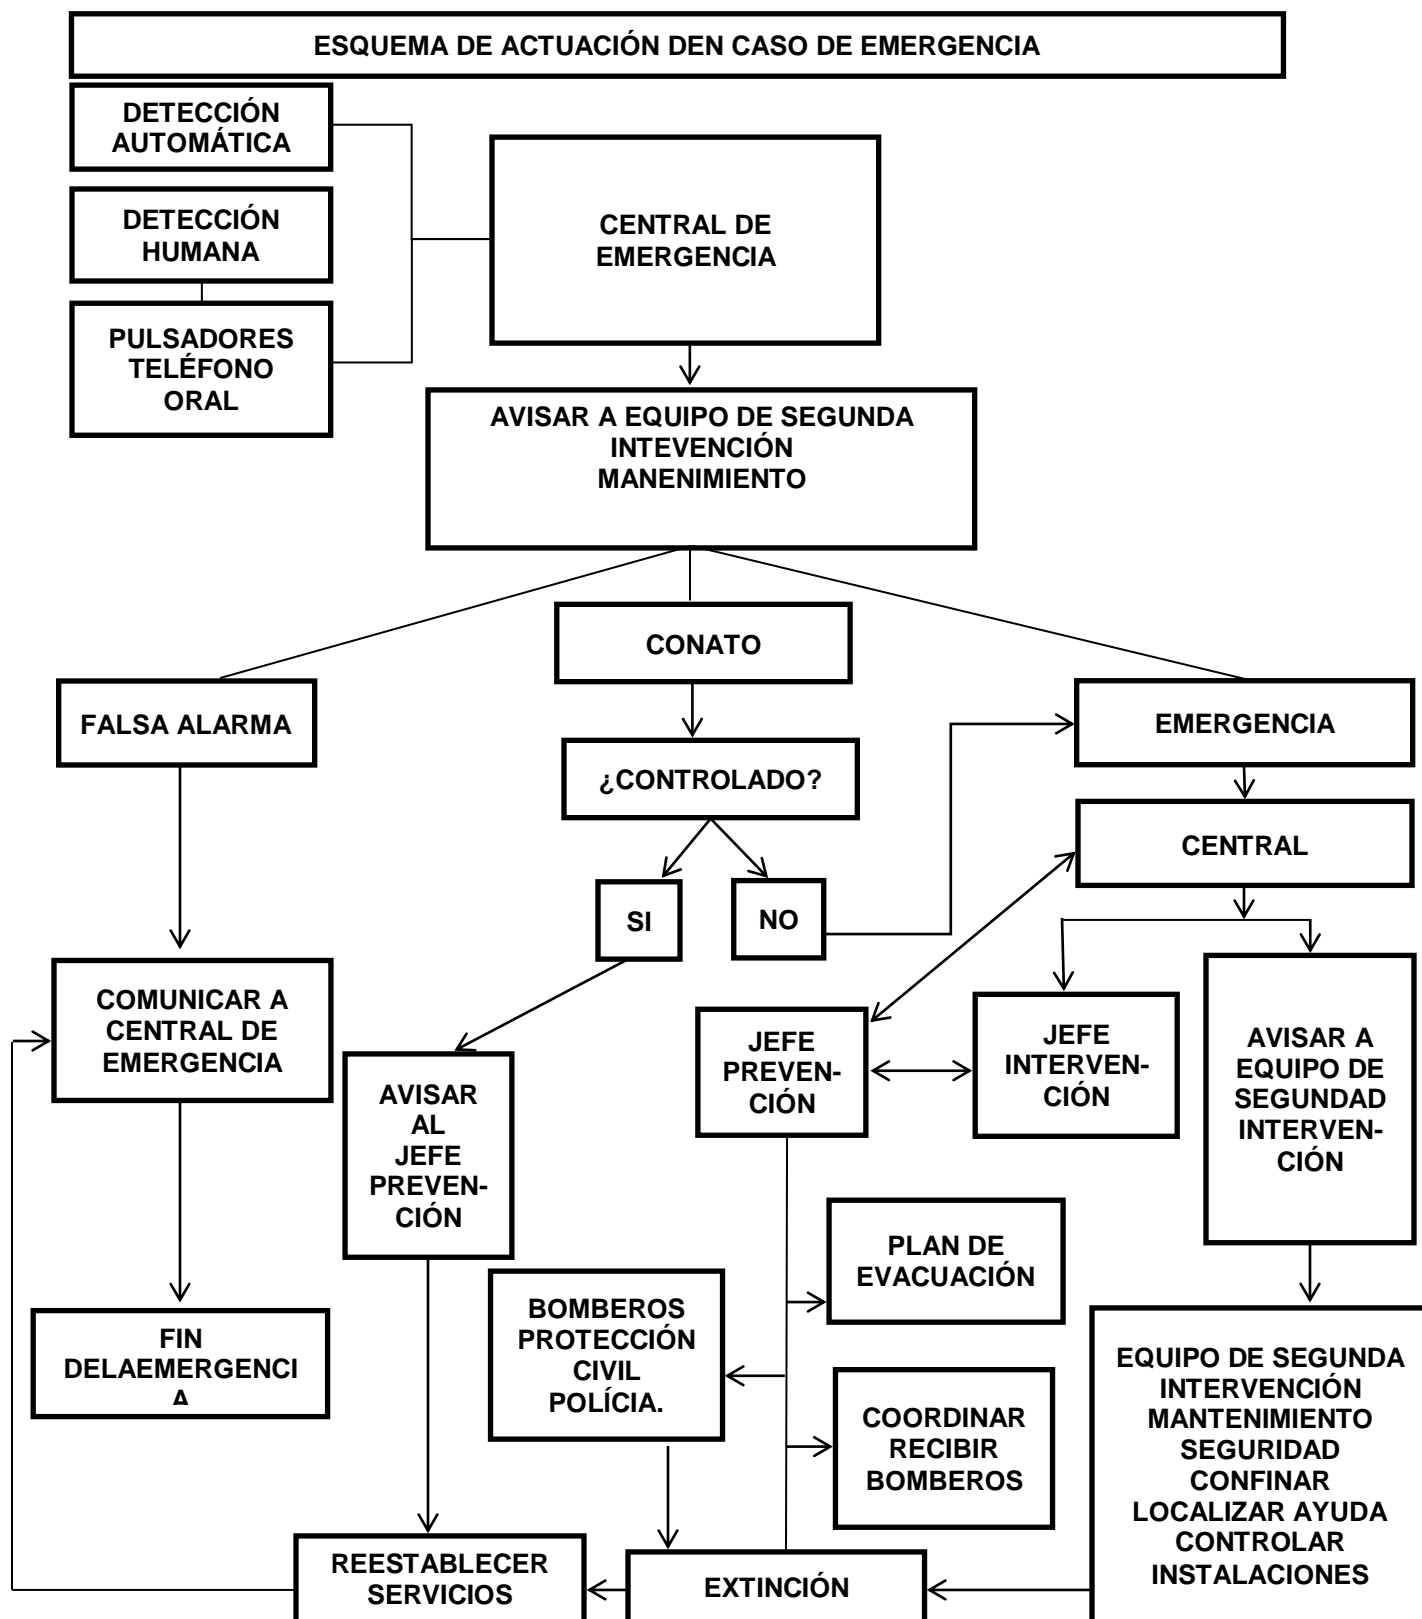 ESQUEMA DE ACTUACIÓN DEN CASO DE EMERGENCIA
DETECCIÓN
AUTOMÁTICA
DETECCIÓN
HUMANA
PULSADORES
TELÉFONO
ORAL
CENTRAL DE
EMERGENCIA
AVISAR A EQUIPO DE SEGUNDA
INTEVENCIÓN
MANENIMIENTO
CONATO
FALSA ALARMA
EMERGENCIA
¿CONTROLADO?
CENTRAL
SI
NO
COMUNICAR A
CENTRAL DE
EMERGENCIA
AVISAR
AL
JEFE
PREVEN-
CIÓN
JEFE
PREVEN-
CIÓN
JEFE
INTERVEN-
CIÓN
AVISAR A
EQUIPO DE
SEGUNDAD
INTERVEN-
CIÓN
PLAN DE
EVACUACIÓN
BOMBEROS
PROTECCIÓN
CIVIL
POLÍCIA.
FIN
DELAEMERGENCI
A
COORDINAR
RECIBIR
BOMBEROS
EQUIPO DE SEGUNDA
INTERVENCIÓN
MANTENIMIENTO
SEGURIDAD
CONFINAR
LOCALIZAR AYUDA
CONTROLAR
INSTALACIONES
REESTABLECER
SERVICIOS
EXTINCIÓN